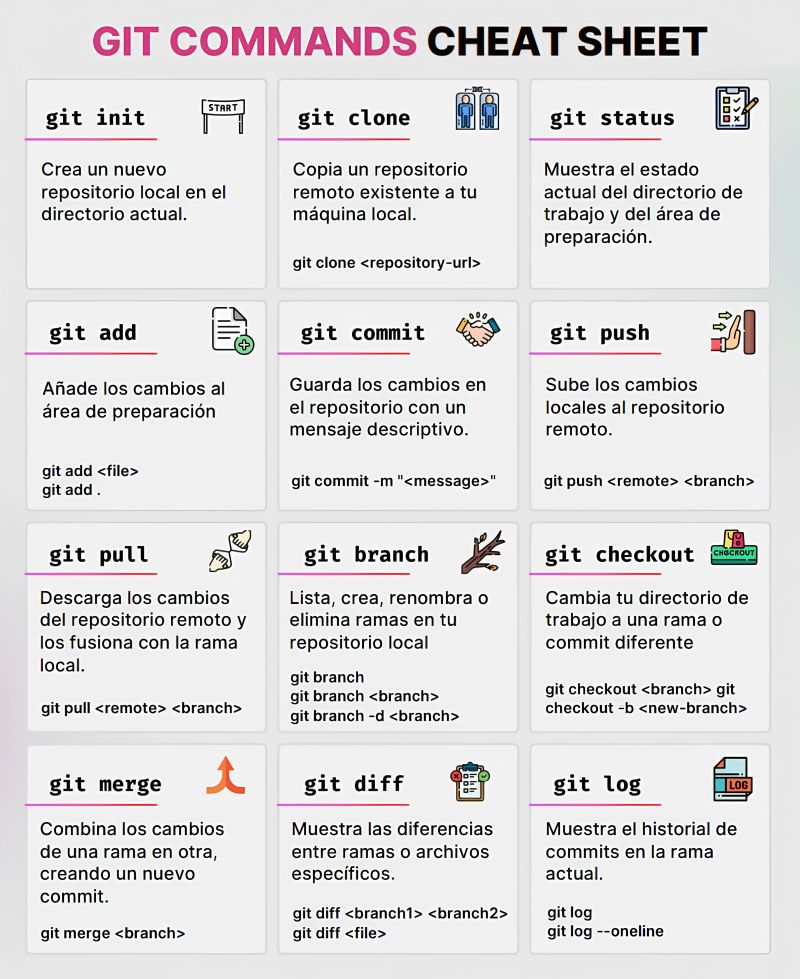 GIT COMMANDS CHEAT SHEET
git init
START
Crea un nuevo
repositorio local en el
directorio actual.
git clone
Copia un repositorio
remoto existente a tu
máquina local.
git clone <repository-url>
git status
Muestra el estado
actual del directorio de
trabajo y del área de
preparación.
git add
Añade los cambios al
área de preparación
git add <file>
git add .
git commit
Guarda los cambios en
el repositorio con un
mensaje descriptivo.
git commit -m "<message>"
git push
Sube los cambios
locales al repositorio
remoto.
git push <remote> <branch>
git pull
Descarga los cambios
del repositorio remoto y
los fusiona con la rama
local.
git pull <remote> <branch>
git branch
Lista, crea, renombra o
elimina ramas en tu
repositorio local
git branch
git branch <branch>
git branch -d <branch>
git checkout
CHECKOUT
Cambia tu directorio de
trabajo a una rama o
commit diferente
git checkout <branch> git
checkout -b <new-branch>
git merge
Combina los cambios
de una rama en otra,
creando un nuevo
commit.
git merge <branch>
git diff
Muestra las diferencias
entre ramas o archivos
específicos.
git diff <branch1> <branch2>
git diff <file>
git log
LOG
Muestra el historial de
commits en la rama
actual.
git log
git log --oneline